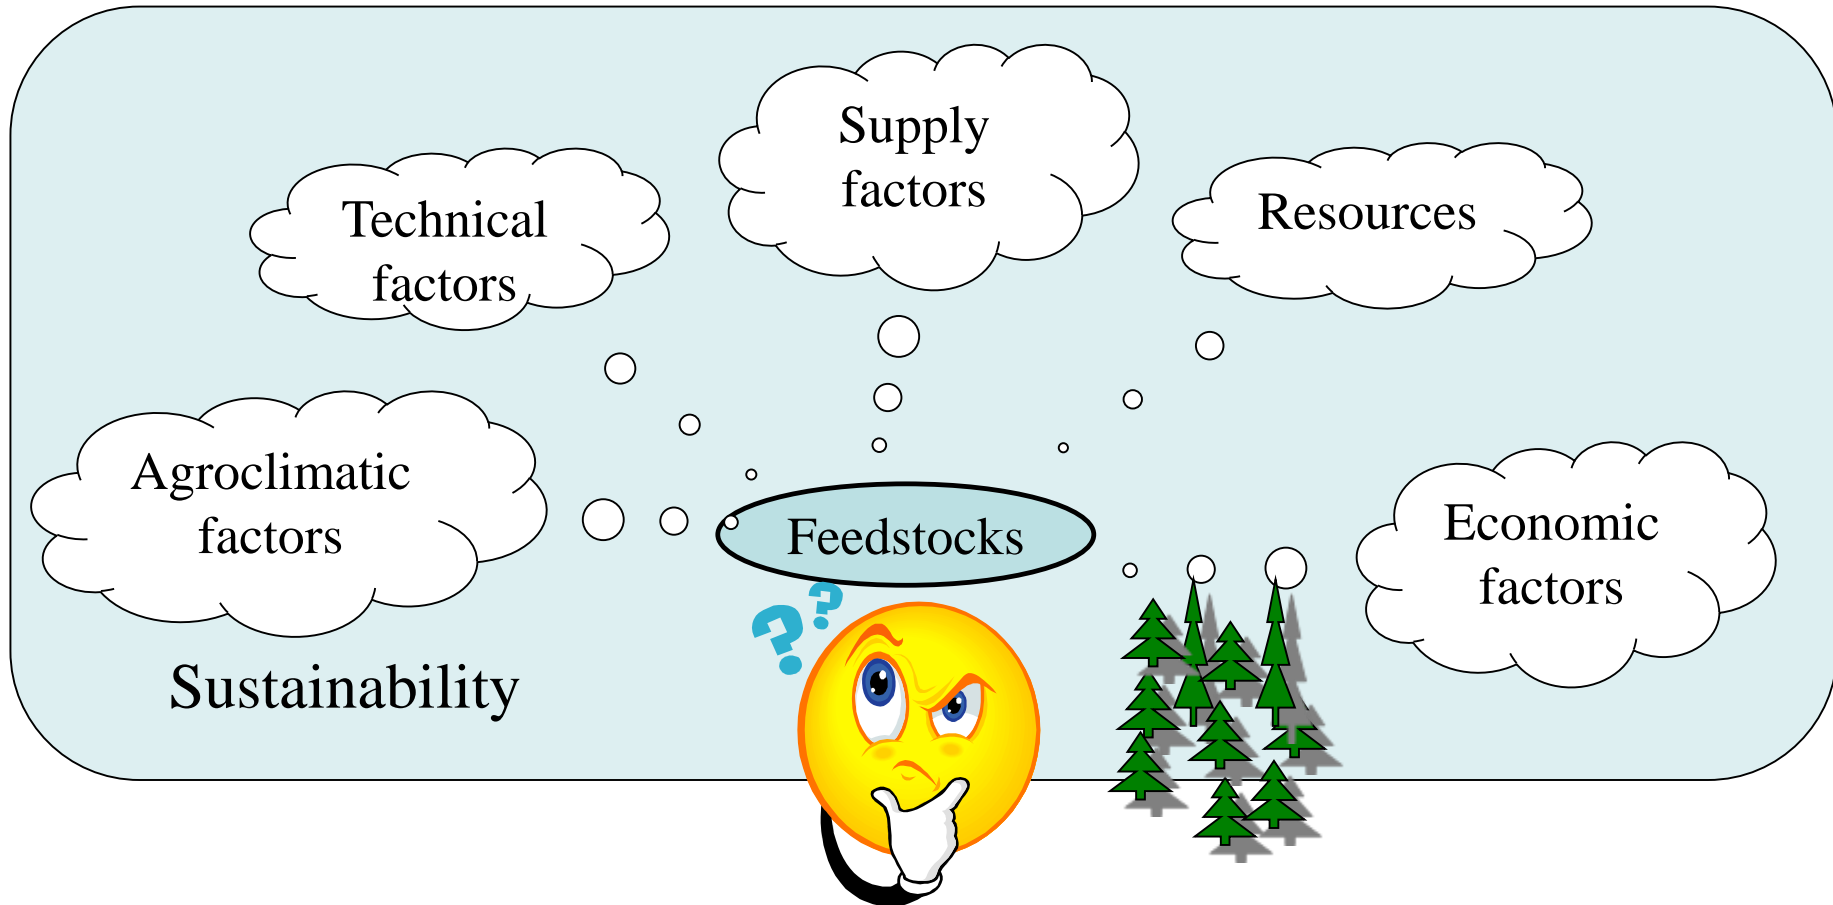 Supply
factors
Technical
factors
Resources
Agroclimatic
factors
Economic
factors
Feedstocks
??
Sustainability